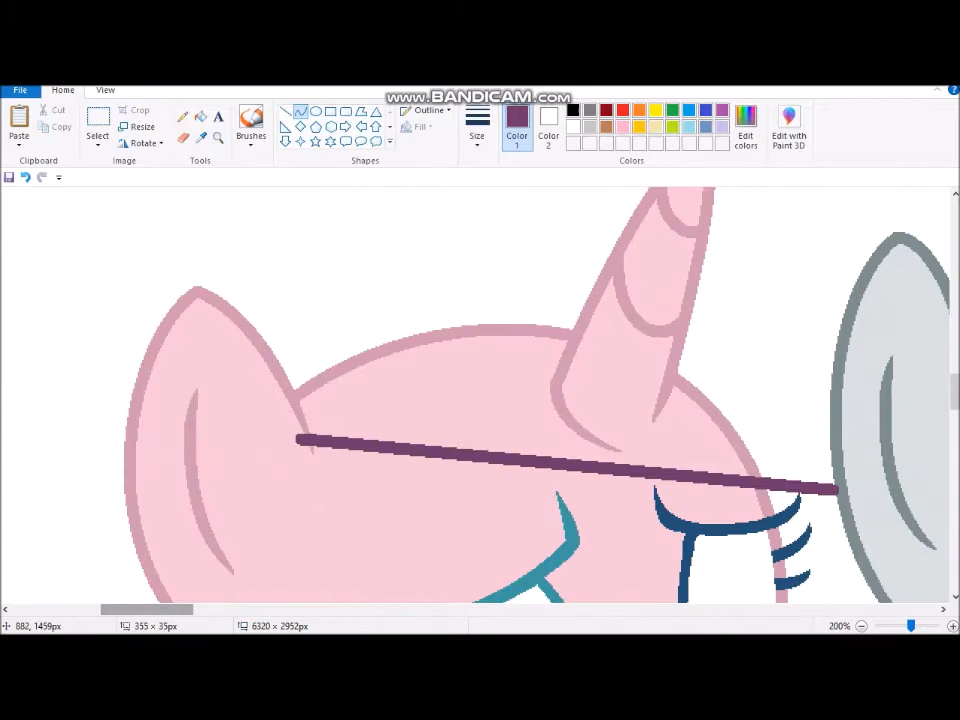 www.BANDICAM.com
File Home View
Paste
Cut
Copy
Clipboard
Select
Crop
Resize
Rotate
Image
Tools
Brushes
Shapes
Outline
Fill
Size
Color 1
Color 2
Edit colors
Colors
Edit with Paint 3D
882, 1459px
355 × 35px
6320 × 2952px
200%